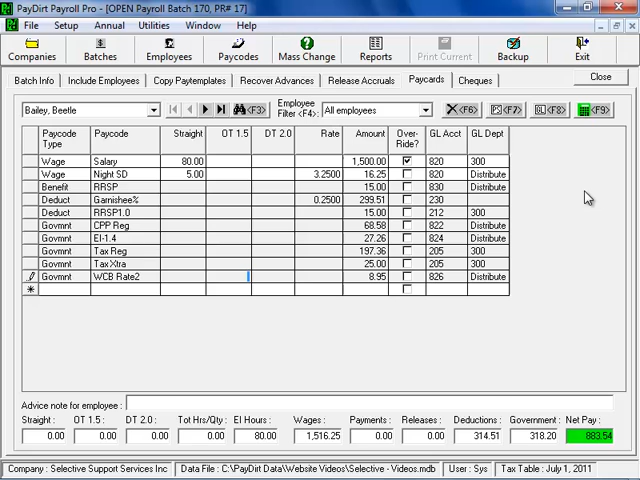 PayDirt Payroll Pro - [OPEN Payroll Batch 170, PR# 17]
File Setup Annual Utilities Window Help
Companies Batches Employees Paycodes Mass Change Reports Print Current Backup Exit
Batch Info Include Employees Copy Paytemplates Recover Advances Release Accruals Paycards Cheques Close
Bailey, Beetle <F3> Employee Filter <F4>: All employees <F6> <F7> <F8> <F9>
Paycode Type Paycode Straight OT 1.5 DT 2.0 Rate Amount Over-Ride? GL Acct GL Dept
Wage Salary 80.00 1,500.00 820 300
Wage Night SD 5.00 3.2500 16.25 820 Distribute
Benefit RRSP 15.00 830 Distribute
Deduct Garnishee% 0.2500 299.51 230
Deduct RRSP1.0 15.00 212 300
Govmnt CPP Reg 68.58 822 Distribute
Govmnt EI-1.4 27.26 824 Distribute
Govmnt Tax Reg 197.36 205 300
Govmnt Tax Xtra 25.00 205 300
Govmnt WCB Rate2 8.95 826 Distribute
Advice note for employee :
Straight : OT 1.5 : DT 2.0 : Tot Hrs/Qty : EI Hours : Wages : Payments : Releases : Deductions : Government : Net Pay :
0.00 0.00 0.00 0.00 80.00 1,516.25 0.00 0.00 314.51 318.20 883.54
Company : Selective Support Services Inc Data File : C:\PayDirt Data\Website Videos\Selective - Videos.mdb User : Sys Tax Table : July 1, 2011